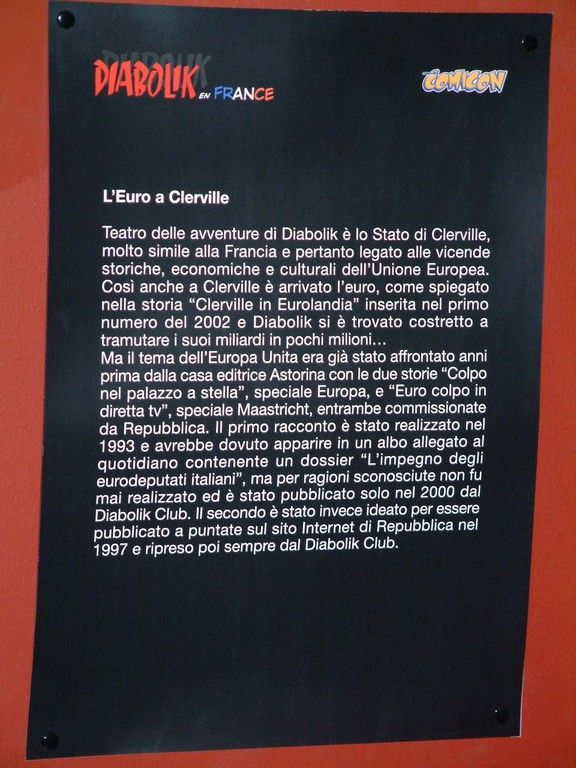 DIABOLIK EN FRANCE
COMICON
L'Euro a Clerville
Teatro delle avventure di Diabolik è lo Stato di Clerville,
molto simile alla Francia e pertanto legato alle vicende
storiche, economiche e culturali dell'Unione Europea.
Così anche a Clerville è arrivato l'euro, come spiegato
nella storia “Clerville in Eurolandia” inserita nel primo
numero del 2002 e Diabolik si è trovato costretto a
tramutare i suoi miliardi in pochi milioni...
Ma il tema dell'Europa Unita era già stato affrontato anni
prima dalla casa editrice Astorina con le due storie “Colpo
nel palazzo a stella”, speciale Europa, e “Euro colpo in
diretta tv”, speciale Maastricht, entrambe commissionate
da Repubblica. Il primo racconto è stato realizzato nel
1993 e avrebbe dovuto apparire in un albo allegato al
quotidiano contenente un dossier “L'impegno degli
eurodeputati italiani”, ma per ragioni sconosciute non fu
mai realizzato ed è stato pubblicato solo nel 2000 dal
Diabolik Club. Il secondo è stato invece ideato per essere
pubblicato a puntate sul sito Internet di Repubblica nel
1997 e ripreso poi sempre dal Diabolik Club.